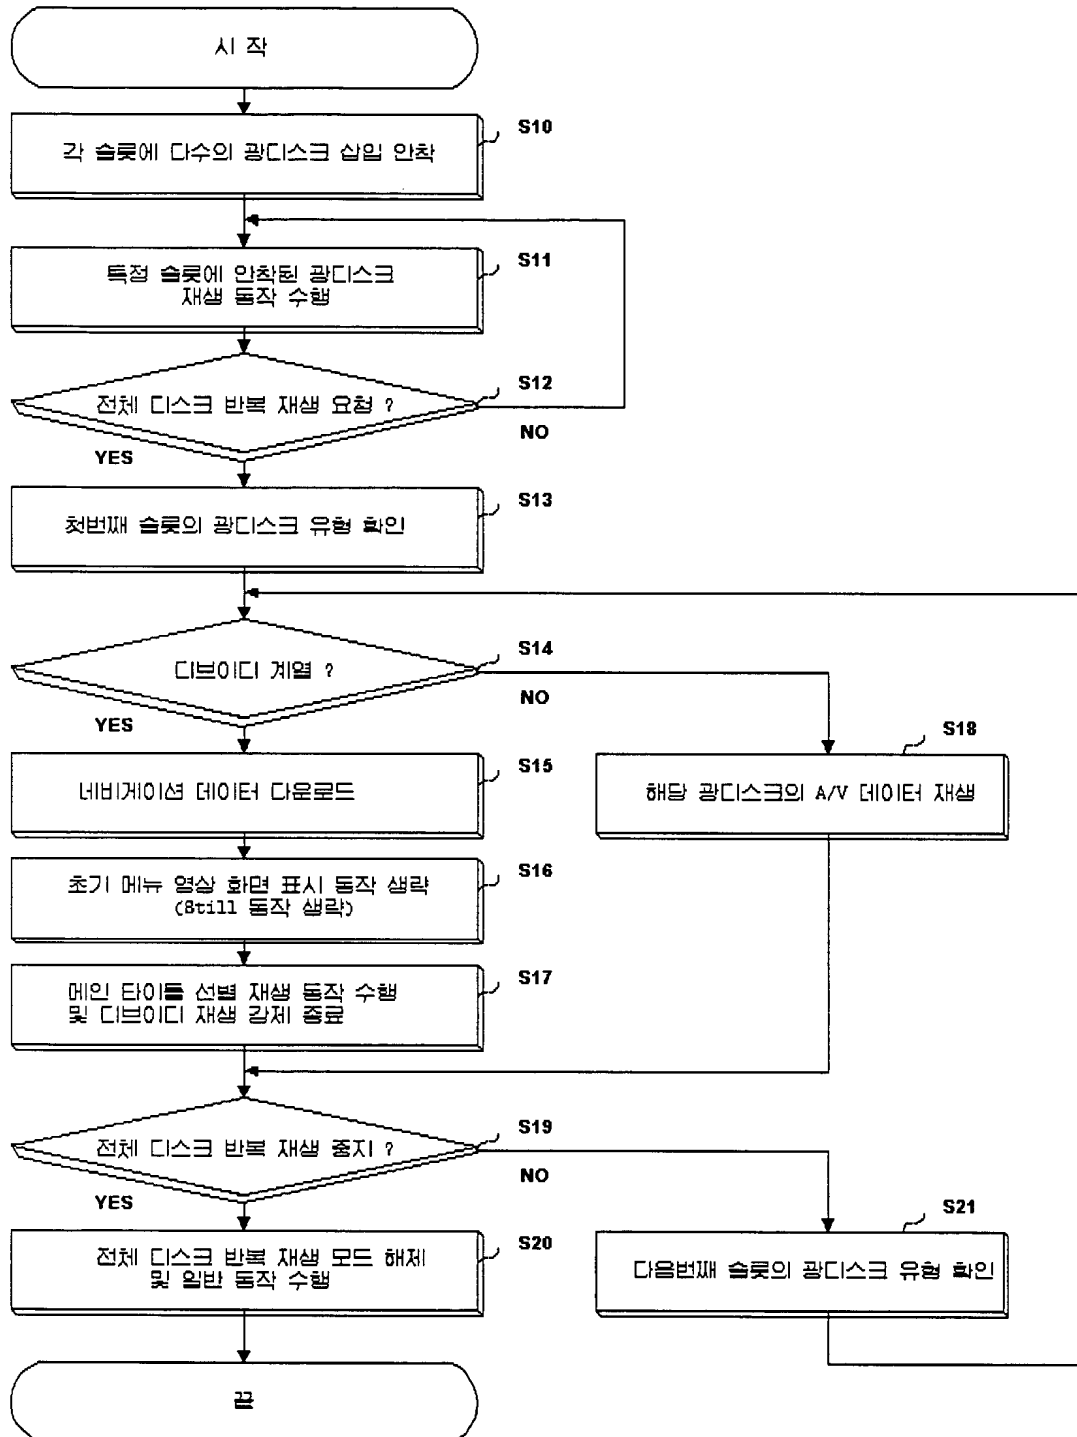 시 작
S10
각 슬롯에 다수의 광디스크 삽입 안착
S11
특정 슬롯에 안착된 광디스크
재생 동작 수행
S12
전체 디스크 반복 재생 요청 ?
NO
YES
S13
첫번째 슬롯의 광디스크 유형 확인
S14
디브이디 계열 ?
NO
YES
S18
해당 광디스크의 A/V 데이터 재생
S15
네비게이션 데이터 다운로드
S16
초기 메뉴 영상 화면 표시 동작 생략
(Still 동작 생략)
S17
메인 타이틀 선별 재생 동작 수행
및 디브이디 재생 강제 종료
S19
전체 디스크 반복 재생 중지 ?
NO
YES
S21
다음번째 슬롯의 광디스크 유형 확인
S20
전체 디스크 반복 재생 모드 해제
및 일반 동작 수행
끝